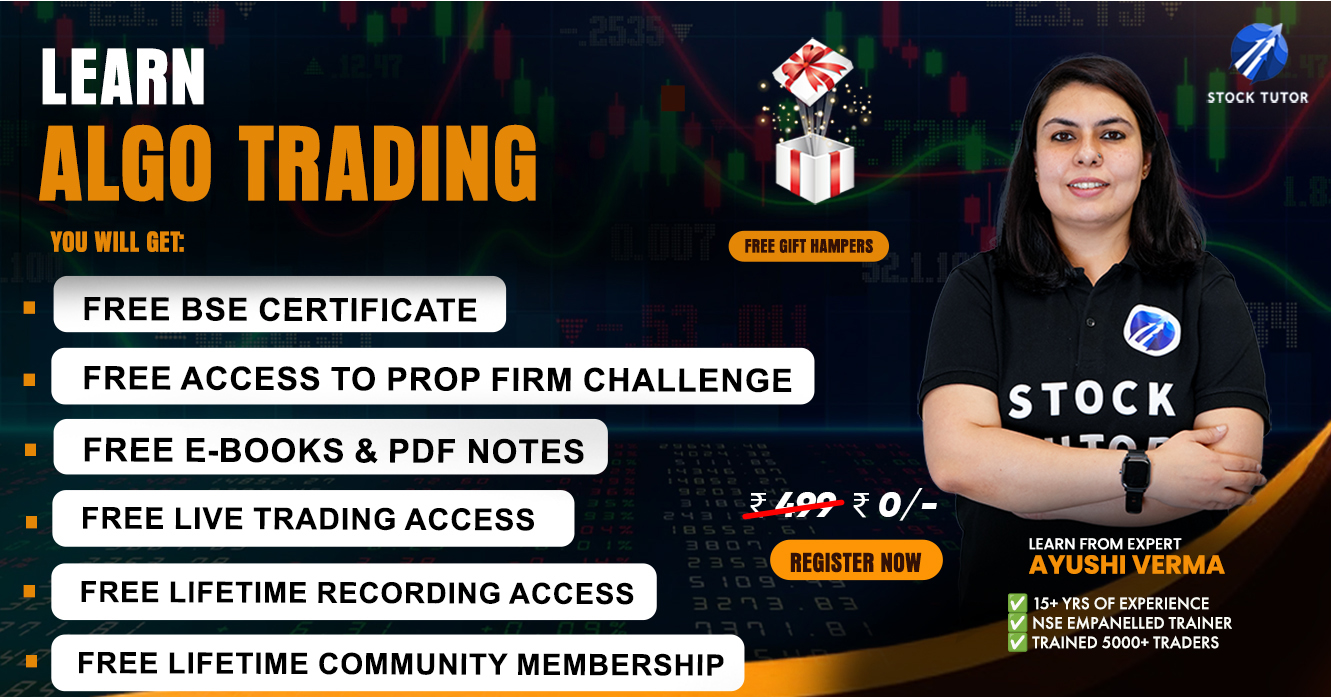 LEARN
ALGO TRADING
YOU WILL GET:
FREE BSE CERTIFICATE
FREE ACCESS TO PROP FIRM CHALLENGE
FREE E-BOOKS & PDF NOTES
FREE LIVE TRADING ACCESS
FREE LIFETIME RECORDING ACCESS
FREE LIFETIME COMMUNITY MEMBERSHIP
FREE GIFT HAMPERS
₹ 499 ₹ 0/-
REGISTER NOW
STOCK TUTOR
STOCK
TUTOR
LEARN FROM EXPERT
AYUSHI VERMA
✅ 15+ YRS OF EXPERIENCE
✅ NSE EMPANELLED TRAINER
✅ TRAINED 5000+ TRADERS